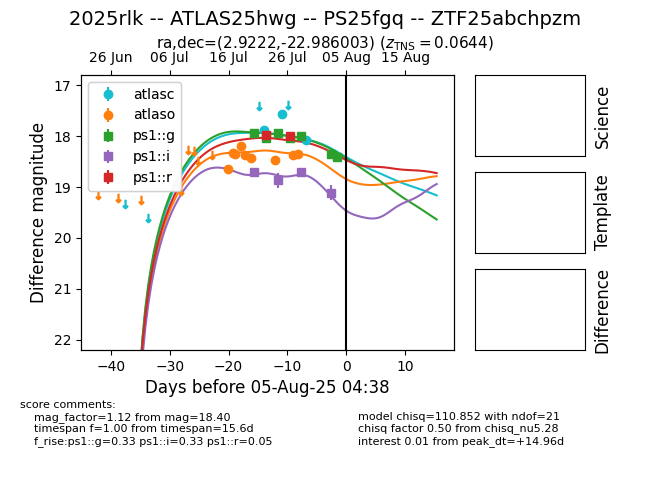 2025rlk -- ATLAS25hwg -- PS25fgq -- ZTF25abchpzm
ra,dec=(2.9222,-22.986003) (z_TNS = 0.0644)
26 Jun 06 Jul 16 Jul 26 Jul 05 Aug 15 Aug
17
18
19
20
21
22
Difference magnitude
atlasc
atlaso
ps1::g
ps1::i
ps1::r
Science
Template
Difference
−40 −30 −20 −10 0 10
Days before 05-Aug-25 04:38
score comments:
mag_factor=1.12 from mag=18.40
timespan f=1.00 from timespan=15.6d
f_rise:ps1::g=0.33 ps1::i=0.33 ps1::r=0.05
model chisq=110.852 with ndof=21
chisq factor 0.50 from chisq_nu5.28
interest 0.01 from peak_dt=+14.96d